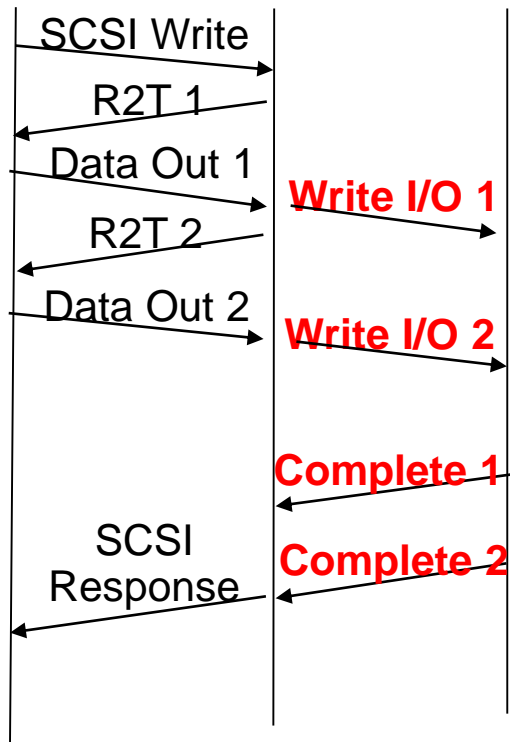 SCSI Write
R2T 1
Data Out 1
Write I/O 1
R2T 2
Data Out 2
Write I/O 2
Complete 1
SCSI
Response
Complete 2